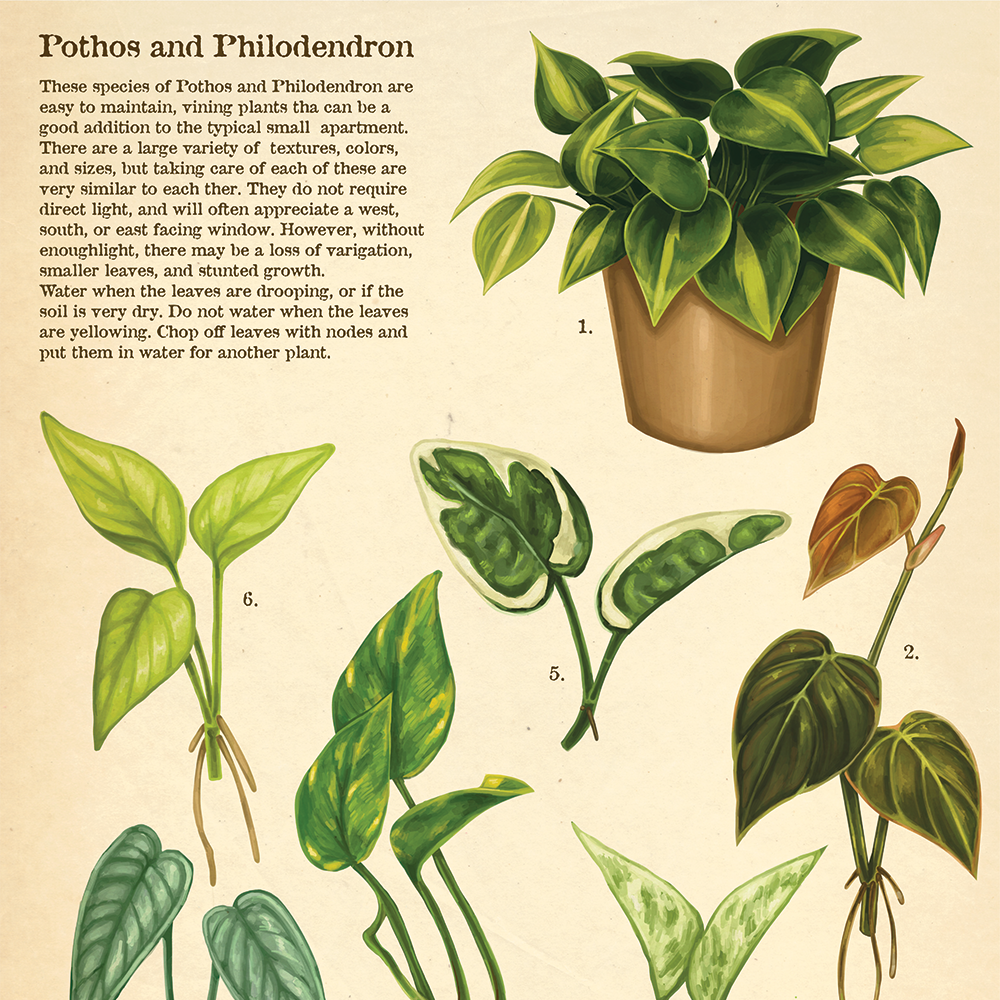 Pothos and Philodendron
These species of Pothos and Philodendron are
easy to maintain, vining plants tha can be a
good addition to the typical small  apartment.
There are a large variety of  textures, colors,
and sizes, but taking care of each of these are
very similar to each ther. They do not require
direct light, and will often appreciate a west,
south, or east facing window. However, without
enoughlight, there may be a loss of varigation,
smaller leaves, and stunted growth.
Water when the leaves are drooping, or if the
soil is very dry. Do not water when the leaves
are yellowing. Chop off leaves with nodes and
put them in water for another plant.
1.
6.
5.
2.